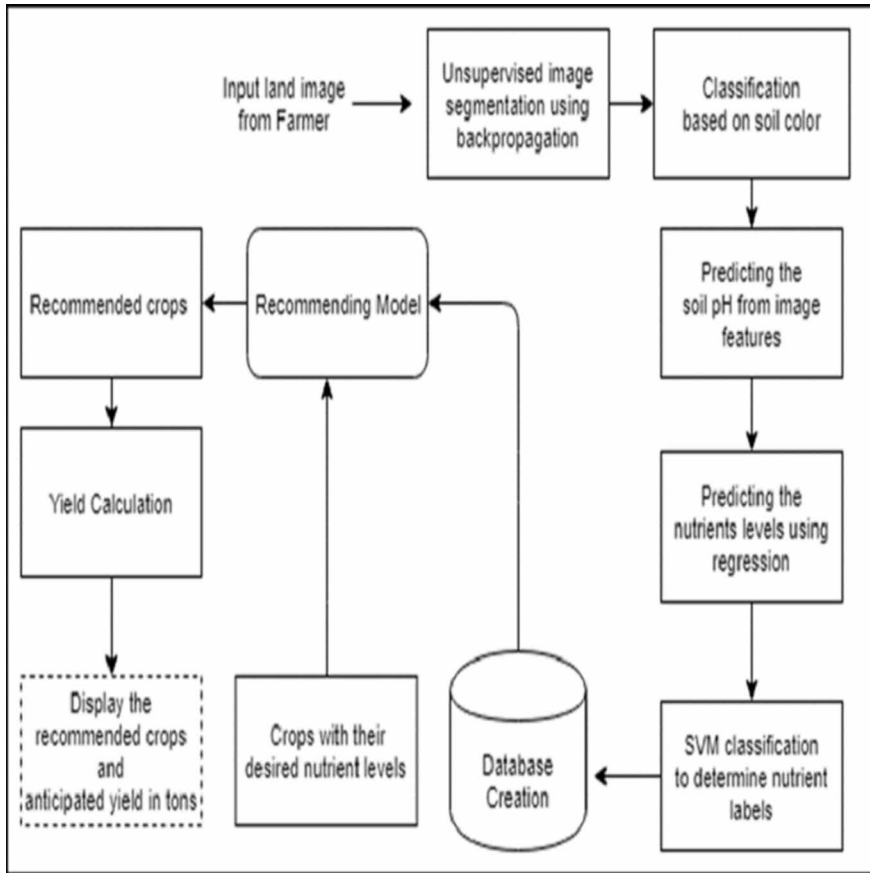 Input land image
from Farmer
Unsupervised image
segmentation using
backpropagation
Classification
based on soil color
Predicting the
soil pH from image
features
Predicting the
nutrients levels using
regression
SVM classification
to determine nutrient
labels
Database
Creation
Crops with their
desired nutrient levels
Recommending Model
Recommended crops
Yield Calculation
Display the
recommended crops
and
anticipated yield in tons